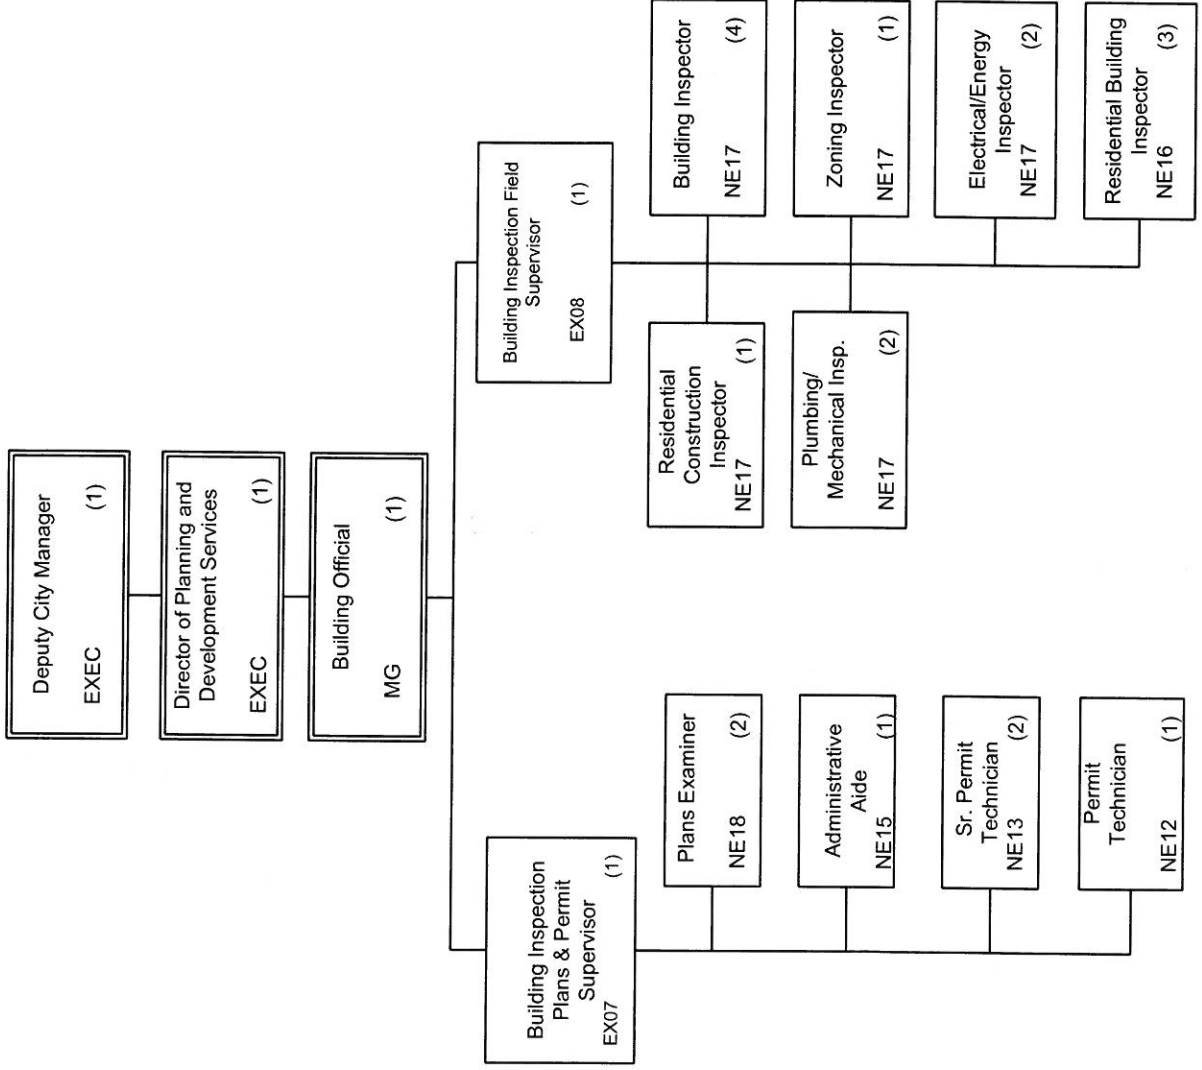 Deputy City Manager
EXEC (1)
Director of Planning and
Development Services
EXEC (1)
Building Official
MG (1)
Building Inspection
Plans & Permit
Supervisor
EX07 (1)
Plans Examiner
NE18 (2)
Administrative
Aide
NE15 (1)
Sr. Permit
Technician
NE13 (2)
Permit
Technician
NE12 (1)
Building Inspection Field
Supervisor
EX08 (1)
Residential
Construction
Inspector
NE17 (1)
Building Inspector
NE17 (4)
Plumbing/
Mechanical Insp.
NE17 (2)
Zoning Inspector
NE17 (1)
Electrical/Energy
Inspector
NE17 (2)
Residential Building
Inspector
NE16 (3)